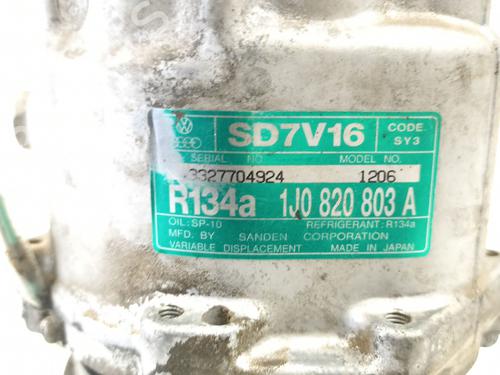 SD7V16
CODE
SY3
SERIAL NO.
MODEL NO.
3327704924
1206
R134a 1J0 820 803 A
OIL: SP-10
REFRIGERANT: R134a
MFD. BY SANDEN CORPORATION
VARIABLE DISPLACEMENT MADE IN JAPAN